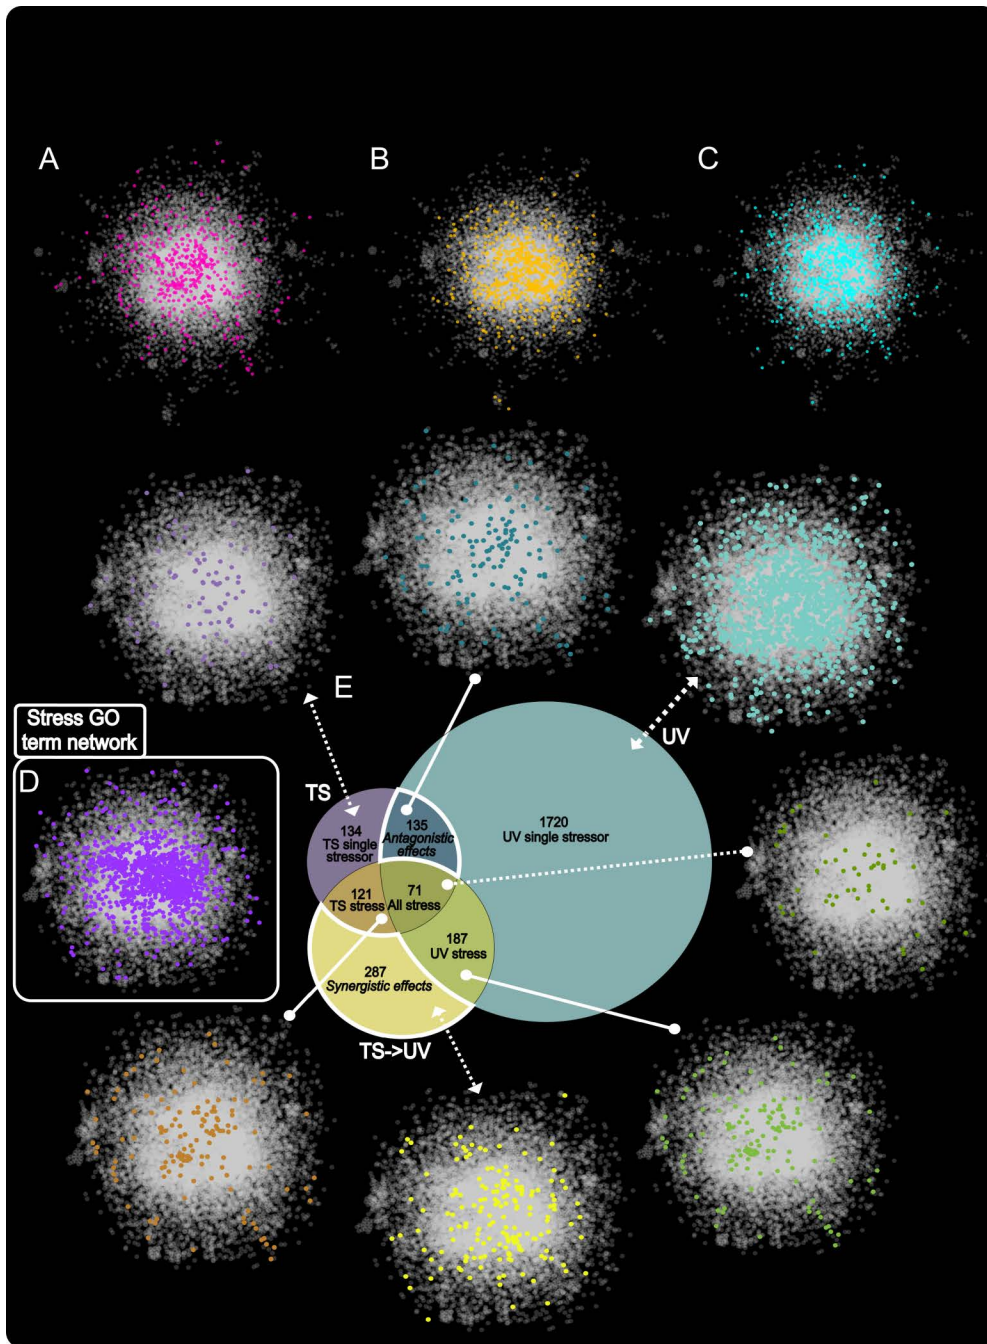 A
B
C
E
Stress GO
term network
UV
D
TS
134
TS single
stressor
135
Antagonistic
effects
1720
UV single stressor
121
TS stress
71
All stress
187
UV stress
287
Synergistic effects
TS->UV